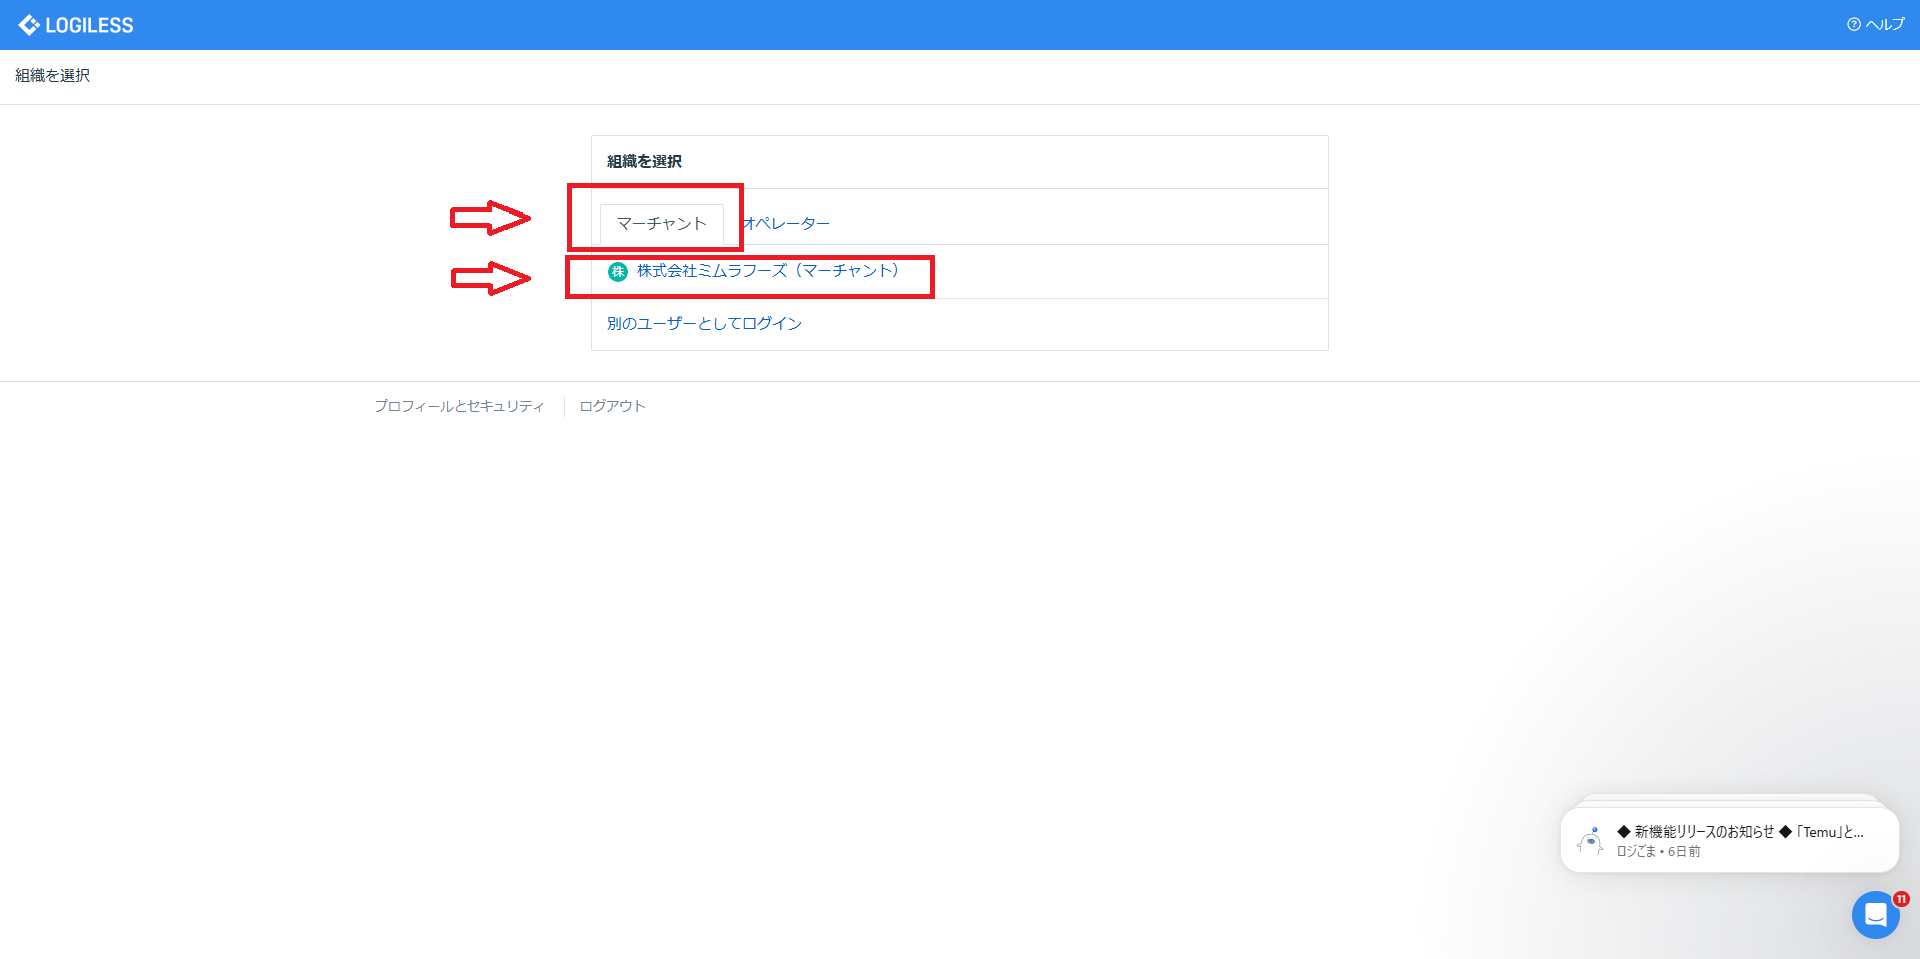 LOGILESS
ヘルプ
組織を選択
組織を選択
マーチャント
オペレーター
株 株式会社ミムラフーズ（マーチャント）
別のユーザーとしてログイン
プロフィールとセキュリティ
ログアウト
◆ 新機能リリースのお知らせ ◆「Temu」と...
ロジごま • 6日前
11